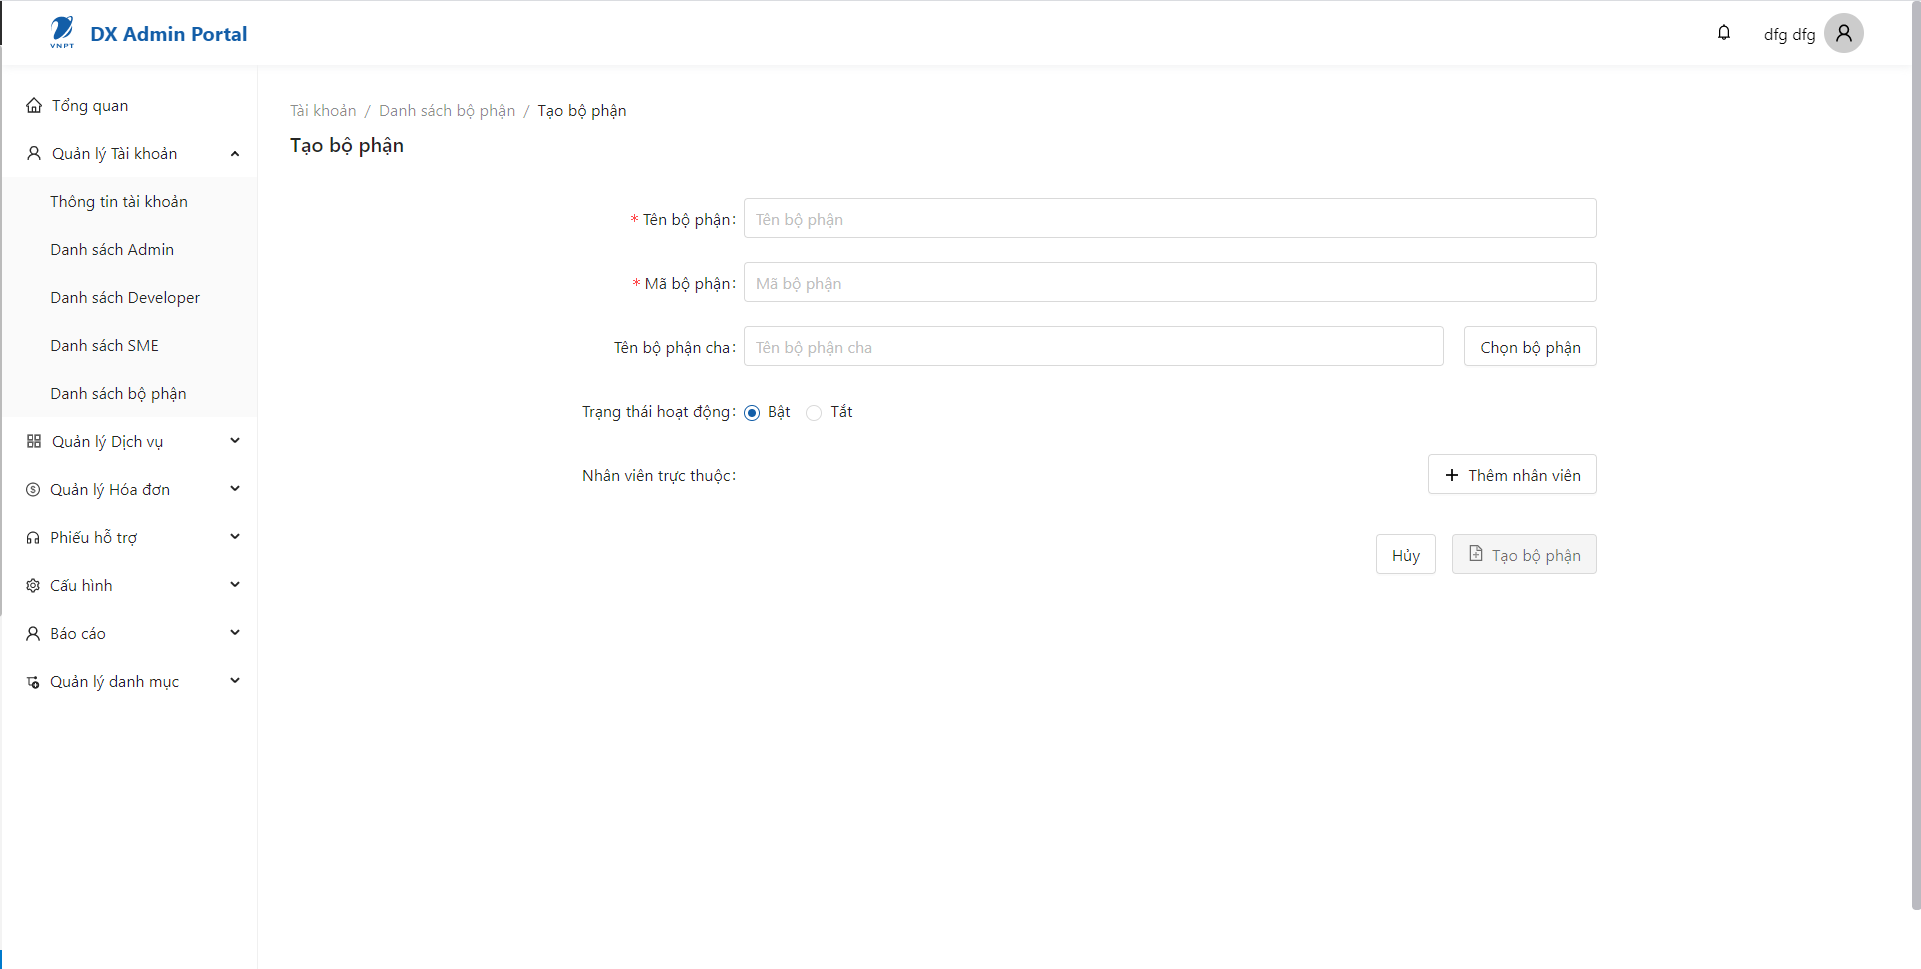 VNPT
DX Admin Portal
dfg dfg
Tổng quan
Quản lý Tài khoản
Thông tin tài khoản
Danh sách Admin
Danh sách Developer
Danh sách SME
Danh sách bộ phận
Quản lý Dịch vụ
Quản lý Hóa đơn
Phiếu hỗ trợ
Cấu hình
Báo cáo
Quản lý danh mục
Tài khoản / Danh sách bộ phận / Tạo bộ phận
Tạo bộ phận
* Tên bộ phận: Tên bộ phận
* Mã bộ phận: Mã bộ phận
Tên bộ phận cha: Tên bộ phận cha Chọn bộ phận
Trạng thái hoạt động: Bật Tắt
Nhân viên trực thuộc: + Thêm nhân viên
Hủy Tạo bộ phận